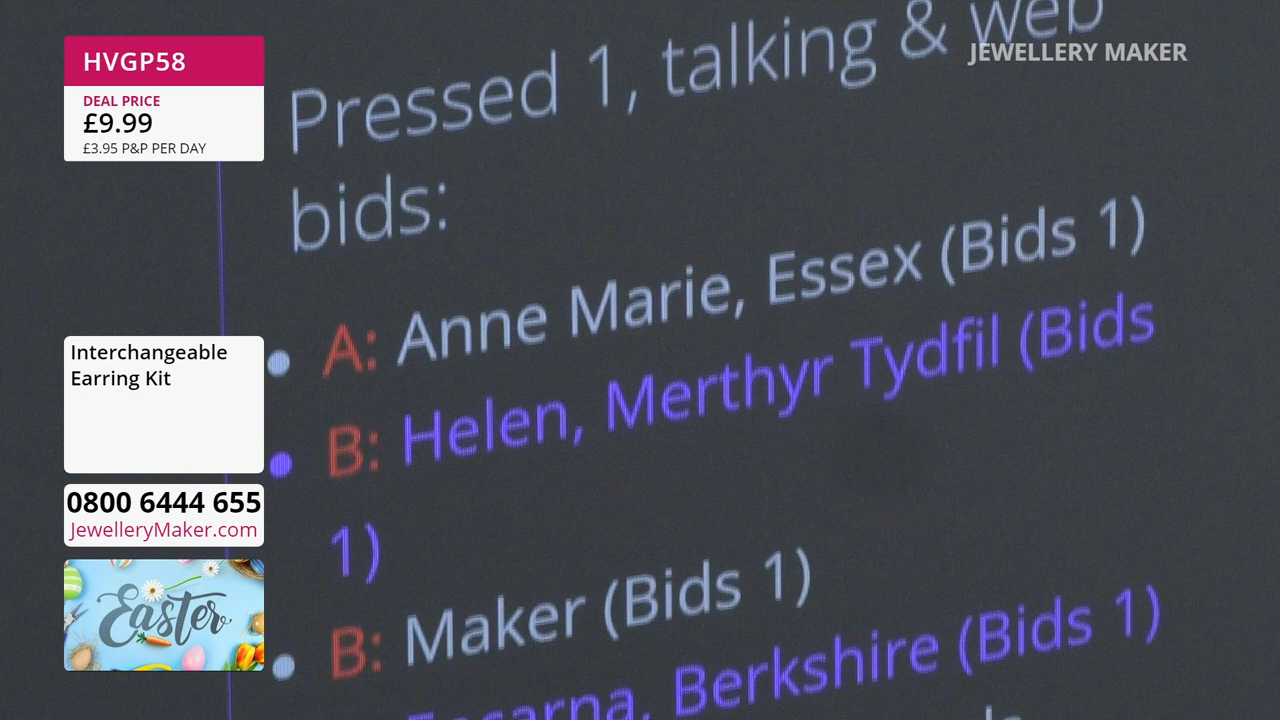 HVGP58
DEAL PRICE
£9.99
£3.95 P&P PER DAY
JEWELLERY MAKER
Pressed 1, talking & web
bids:
• A: Anne Marie, Essex (Bids 1)
• B: Helen, Merthyr Tydfil (Bids
1)
• B: Maker (Bids 1)
Berkshire (Bids 1)
Interchangeable
Earring Kit
0800 6444 655
JewelleryMaker.com
Easter